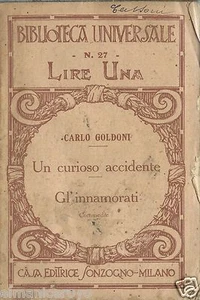 BIBLIOTECA UNIVERSALE
- N. 27 -
LIRE UNA
CARLO GOLDONI
Un curioso accidente
Gl'innamorati
CASA EDITRICE SONZOGNO-MILANO